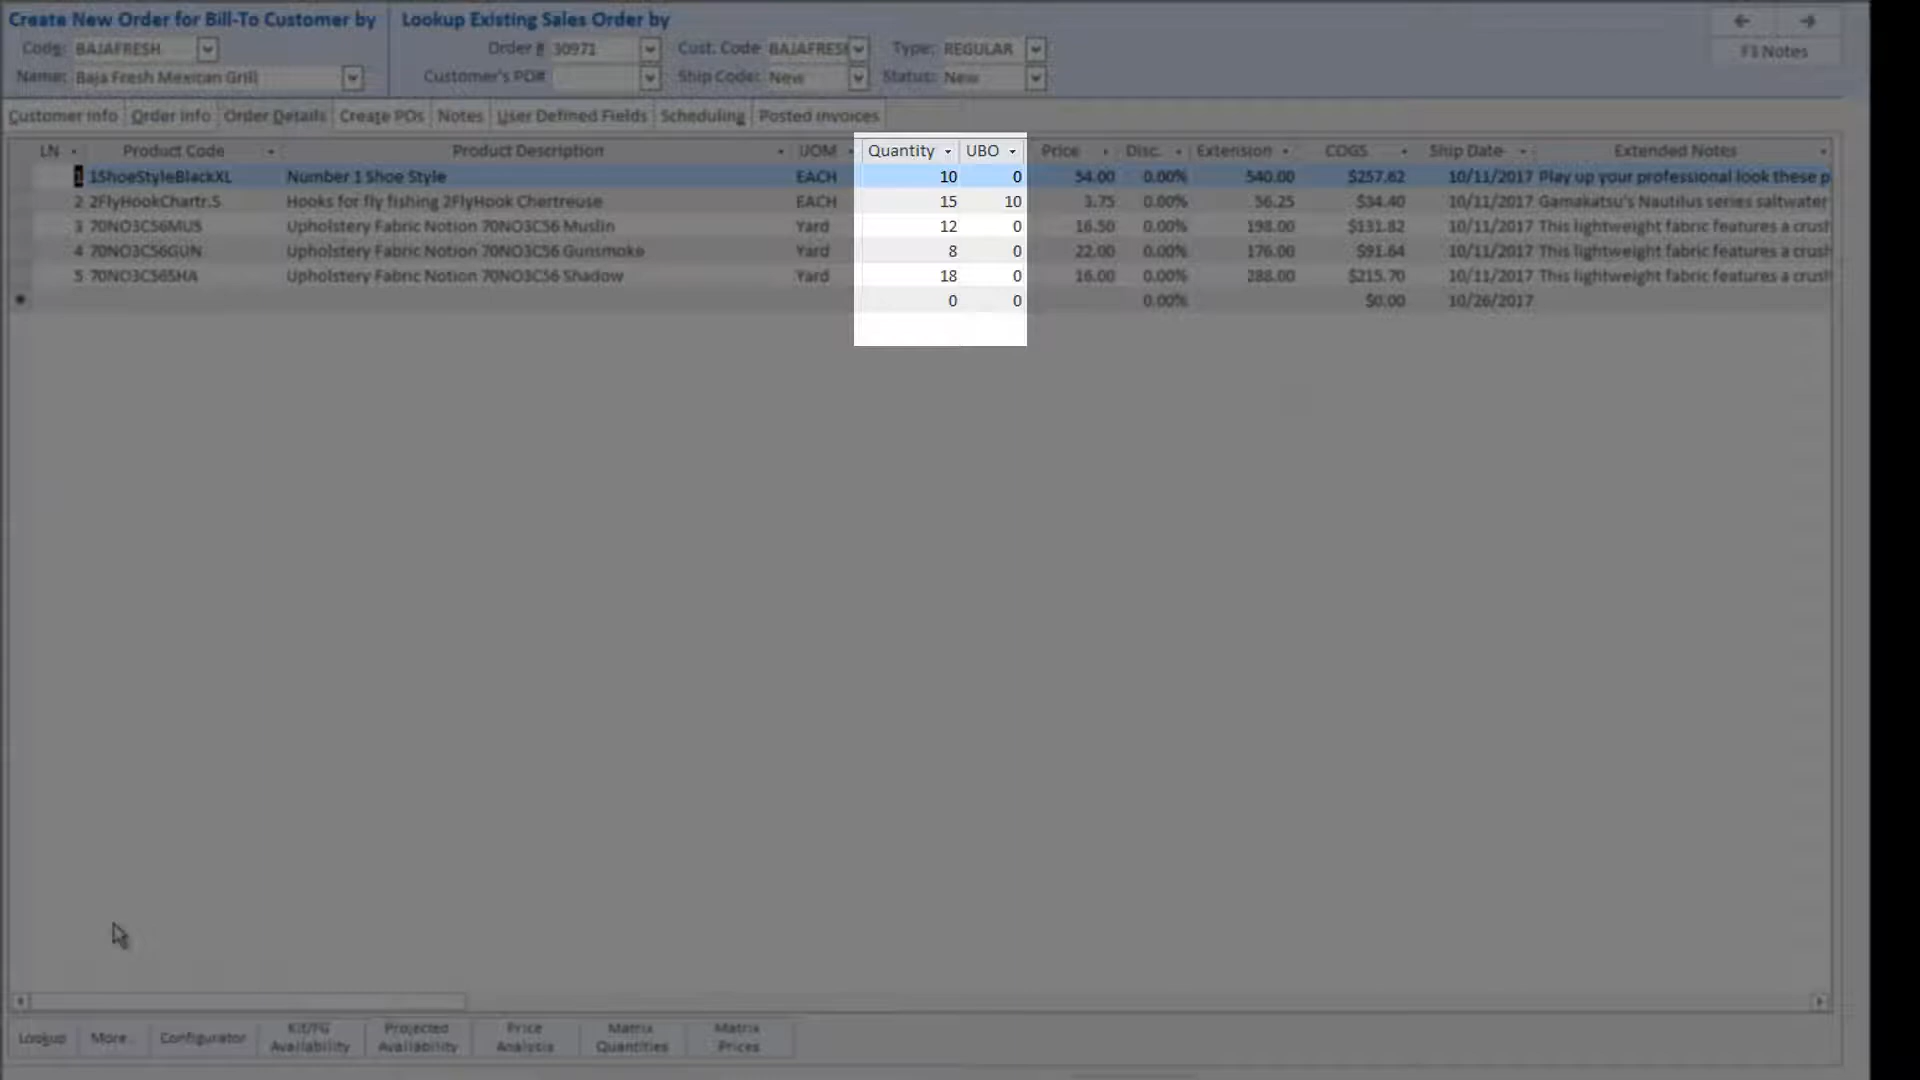 Create New Order for Bill-To Customer by Lookup Existing Sales Order by
Code: BAJAFRESH Order # 30971 Cust. Code BAJAFRESH Type: REGULAR
F3 Notes
Name: Baja Fresh Mexican Grill Customer's PO# Ship Code: New Status: New
Customer Info Order Info Order Details Create POs Notes User Defined Fields Scheduling Posted Invoices
LN Product Code Product Description UOM Quantity UBO Price Disc. Extension COGS Ship Date Extended Notes
1 1ShoeStyleBlackXL Number 1 Shoe Style EACH 10 0 54.00 0.00% 540.00 $257.62 10/11/2017 Play up your professional look these p
2 2FlyHookChartr.S Hooks for fly fishing 2FlyHook Chertreuse EACH 15 10 3.75 0.00% 56.25 $34.40 10/11/2017 Gamakatsu's Nautilus series saltwater
3 70NO3C56MUS Upholstery Fabric Notion 70NO3C56 Muslin Yard 12 0 16.50 0.00% 198.00 $131.82 10/11/2017 This lightweight fabric features a crush
4 70NO3C56GUN Upholstery Fabric Notion 70NO3C56 Gunsmoke Yard 8 0 22.00 0.00% 176.00 $91.64 10/11/2017 This lightweight fabric features a crush
5 70NO3C56SHA Upholstery Fabric Notion 70NO3C56 Shadow Yard 18 0 16.00 0.00% 288.00 $215.70 10/11/2017 This lightweight fabric features a crush
0 0 0.00% $0.00 10/26/2017
Lookup More.. Configurator Kit/FG Availability Projected Availability Price Analysis Matrix Quantities Matrix Prices